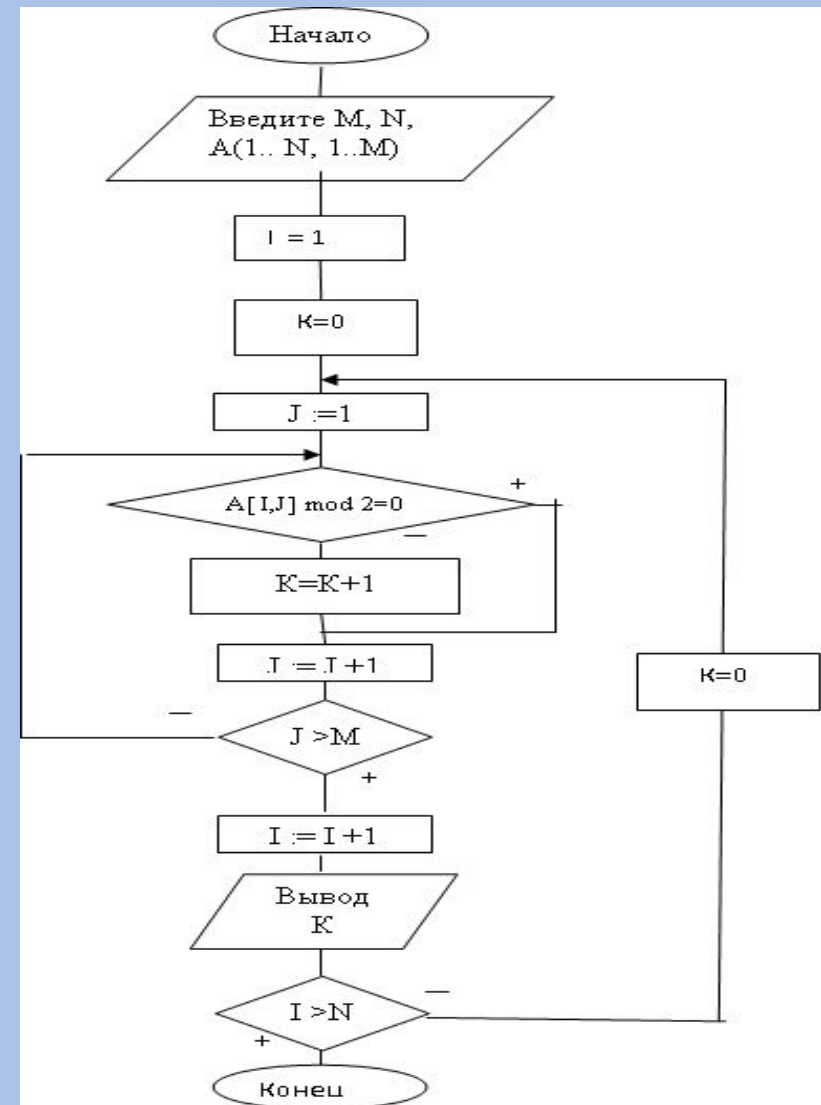 Начало
Введите M, N,
A(1.. N, 1..M)
I = 1
К=0
J :=1
+
A[I,J] mod 2=0
—
К=К+1
J := J +1
К=0
—
J >M
+
I := I +1
Вывод
К
—
I >N
+
Конец